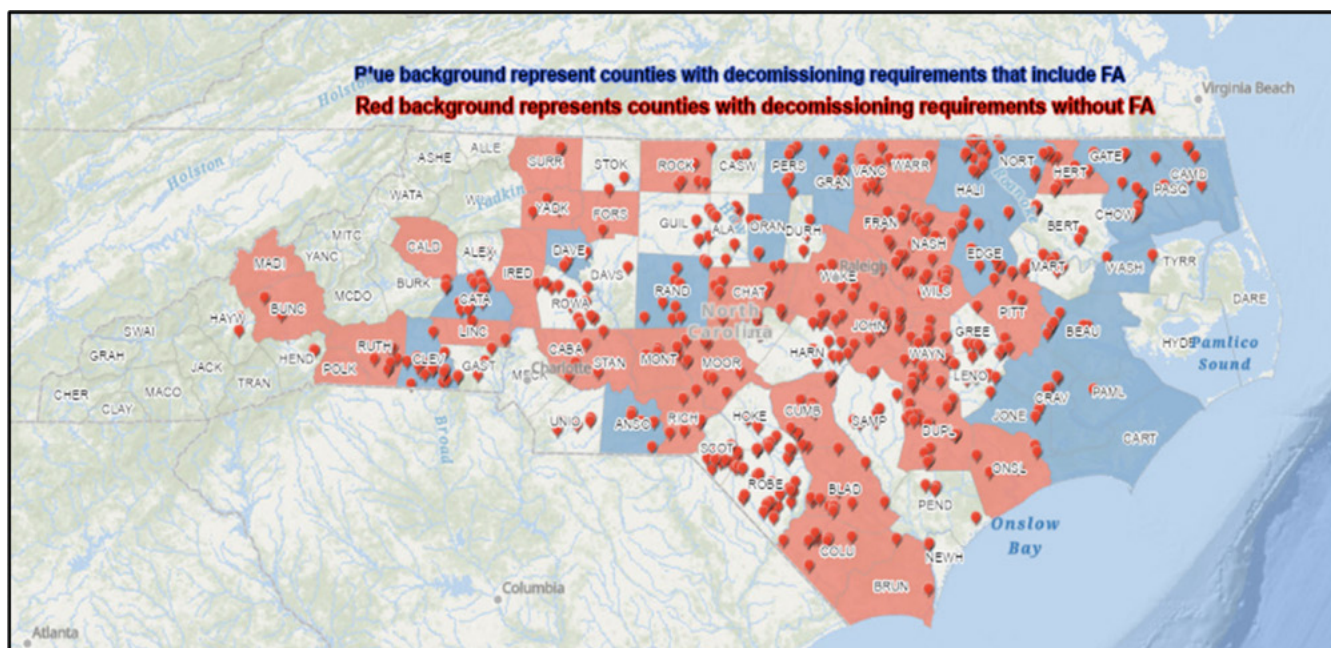 Blue background represent counties with decomissioning requirements that include FA
Red background represents counties with decomissioning requirements without FA
Virginia Beach
Holston
Holston
Yadkin
Broad
ASHE
ALLE
SURR
STOK
ROCK
CASW
PERS
GRAN
VANC
WARR
HALI
NORT
HERT
GATE
CAMD
PASQ
CHOW
WATA
YADK
FORS
GUIL
ALA
ORAN
DURH
FRAN
NASH
BERT
MITC
YANC
CALD
ALEX
IRED
DAVE
DAVS
EDGE
MART
WASH
TYRR
MADI
MCDO
BURK
CATA
ROWA
RAND
CHAT
WAKE
Raleigh
WILS
DARE
BUNC
HAYW
North
Carolina
PITT
BEAU
HYDE
SWAI
GRAH
JACK
HEND
RUTH
POLK
LINC
CLEV
GAST
CABA
STAN
MONT
MOOR
HARN
JOHN
WAYN
GREE
Pamlico
Sound
CHER
CLAY
MACO
TRAN
MECK
Charlotte
LENO
CRAV
PAML
JONE
CART
UNIO
ANSO
RICH
HOKE
CUMB
SAMP
DUPL
ONSL
SCOT
ROBE
BLAD
PEND
Onslow
Bay
COLU
NEWH
BRUN
Columbia
Atlanta